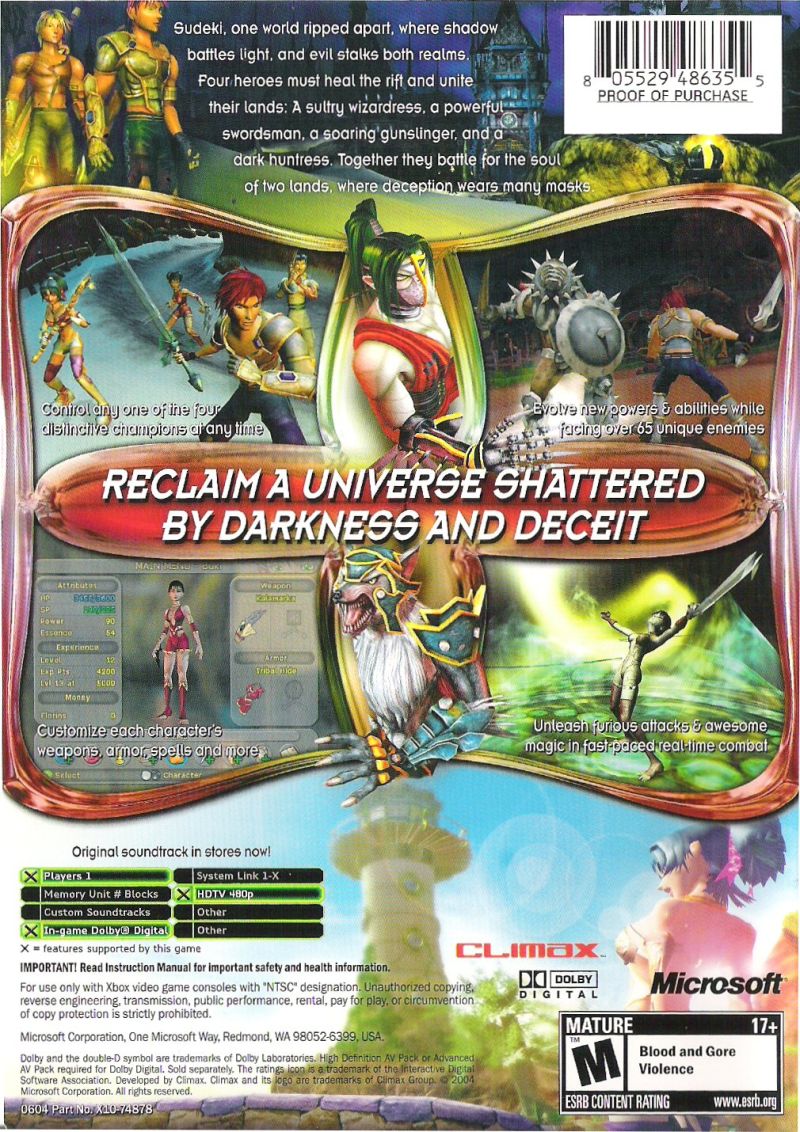 Sudeki, one world ripped apart, where shadow
battles light, and evil stalks both realms.
Four heroes must heal the rift and unite
their lands: A sultry wizardress, a powerful
swordsman, a soaring gunslinger, and a
dark huntress. Together they battle for the soul
of two lands, where deception wears many masks.
8 05529 48635 5
PROOF OF PURCHASE
Control any one of the four
distinctive champions at any time
Evolve new powers & abilities while
facing over 65 unique enemies
RECLAIM A UNIVERSE SHATTERED
BY DARKNESS AND DECEIT
MAIN MENU - Buki
Attributes
HP
SP
Power 90
Essence 54
Experience
Level 12
Exp Pts 4200
Lvl 13 at 5000
Money
Florins 0
Weapon
Kalamarka
Armor
Tribal Hide
Customize each character's
weapons, armor, spells and more
Select
Character
Unleash furious attacks & awesome
magic in fast-paced real-time combat
Original soundtrack in stores now!
X Players 1
System Link 1-X
Memory Unit # Blocks
X HDTV 480p
Custom Soundtracks
Other
X In-game Dolby® Digital
Other
X = features supported by this game
IMPORTANT! Read Instruction Manual for important safety and health information.
For use only with Xbox video game consoles with "NTSC" designation. Unauthorized copying,
reverse engineering, transmission, public performance, rental, pay for play, or circumvention
of copy protection is strictly prohibited.
Microsoft Corporation, One Microsoft Way, Redmond, WA 98052-6399, USA.
Dolby and the double-D symbol are trademarks of Dolby Laboratories. High Definition AV Pack or Advanced
AV Pack required for Dolby Digital. Sold separately. The ratings icon is a trademark of the Interactive Digital
Software Association. Developed by Climax. Climax and its logo are trademarks of Climax Group. © 2004
Microsoft Corporation. All rights reserved.
0604 Part No. X10-74878
CLIMAX™
DOLBY
DIGITAL
Microsoft®
MATURE 17+
M
™
Blood and Gore
Violence
ESRB CONTENT RATING www.esrb.org